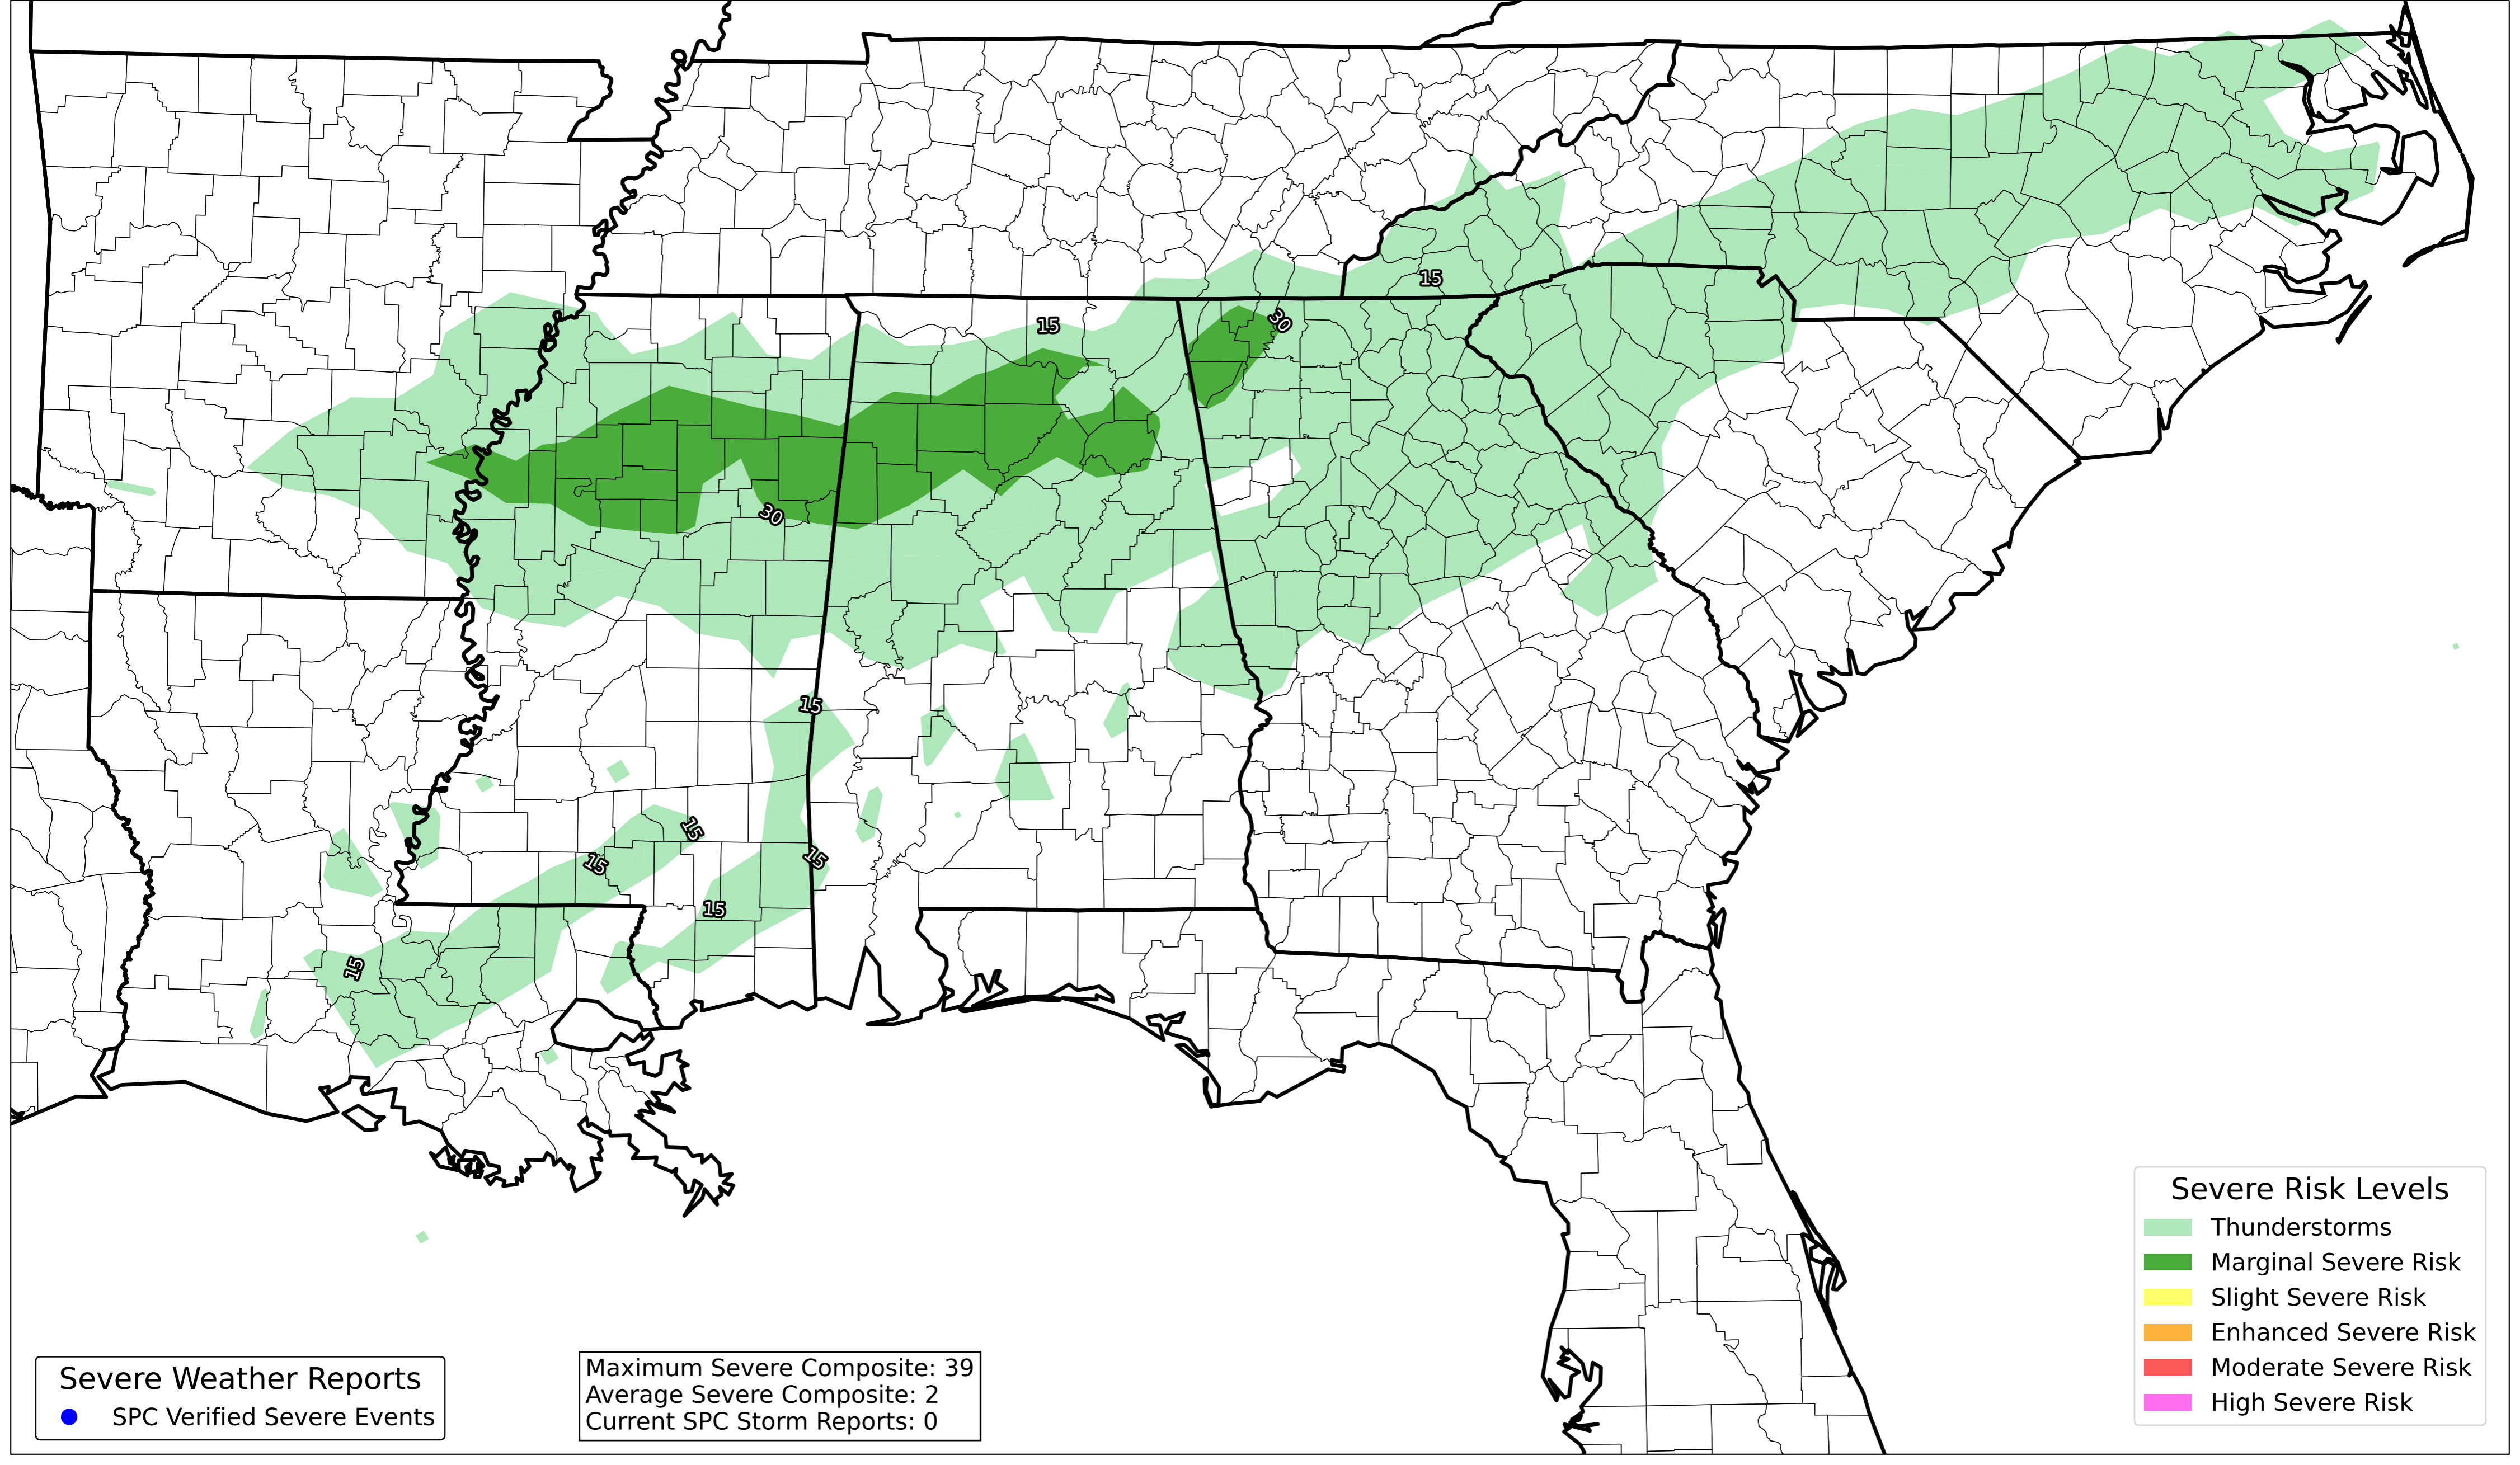 15
15
30
30
15
15
15
15
15
15
Severe Risk Levels
Thunderstorms
Marginal Severe Risk
Slight Severe Risk
Enhanced Severe Risk
Moderate Severe Risk
High Severe Risk
Severe Weather Reports
SPC Verified Severe Events
Maximum Severe Composite: 39
Average Severe Composite: 2
Current SPC Storm Reports: 0